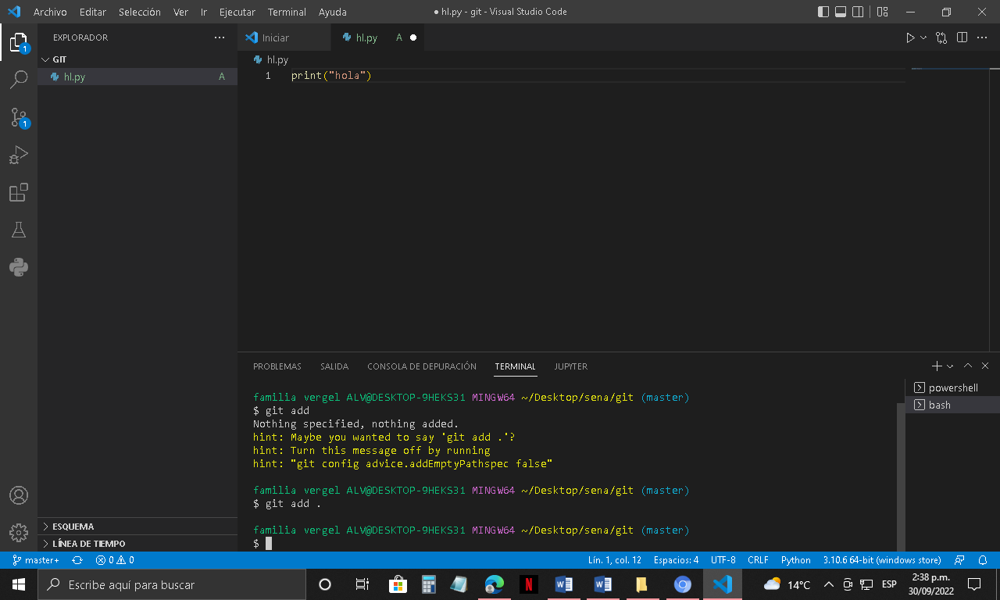 Archivo Editar Selección Ver Ir Ejecutar Terminal Ayuda
● hl.py - git - Visual Studio Code
EXPLORADOR
GIT
hl.py A
1
1
Iniciar
hl.py A ●
hl.py
1 print("hola")
PROBLEMAS SALIDA CONSOLA DE DEPURACIÓN TERMINAL JUPYTER
familia vergel ALV@DESKTOP-9HEKS31 MINGW64 ~/Desktop/sena/git (master)
$ git add
Nothing specified, nothing added.
hint: Maybe you wanted to say 'git add .'?
hint: Turn this message off by running
hint: "git config advice.addEmptyPathspec false"
familia vergel ALV@DESKTOP-9HEKS31 MINGW64 ~/Desktop/sena/git (master)
$ git add .
familia vergel ALV@DESKTOP-9HEKS31 MINGW64 ~/Desktop/sena/git (master)
$
powershell
bash
ESQUEMA
LÍNEA DE TIEMPO
master+ 0 0 Lín. 1, col. 12 Espacios: 4 UTF-8 CRLF Python 3.10.6 64-bit (windows store)
Escribe aquí para buscar
N
W
W
14°C
ESP
2:38 p.m.
30/09/2022